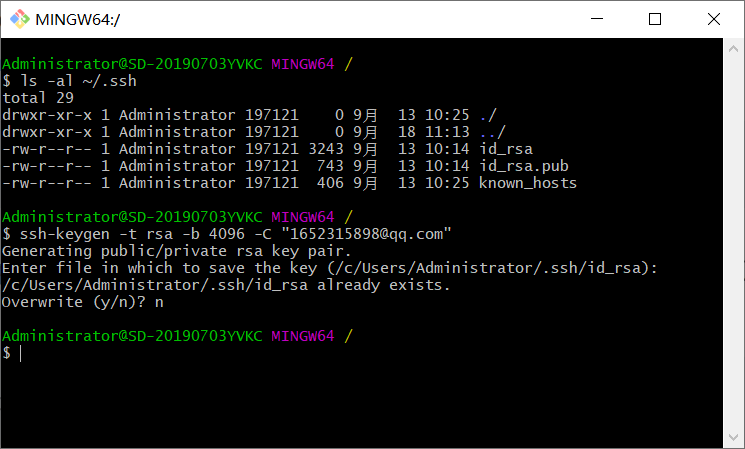 MINGW64:/
Administrator@SD-20190703YVKC MINGW64 /
$ ls -al ~/.ssh
total 29
drwxr-xr-x 1 Administrator 197121    0 9月  13 10:25 ./
drwxr-xr-x 1 Administrator 197121    0 9月  18 11:13 ../
-rw-r--r-- 1 Administrator 197121 3243 9月  13 10:14 id_rsa
-rw-r--r-- 1 Administrator 197121  743 9月  13 10:14 id_rsa.pub
-rw-r--r-- 1 Administrator 197121  406 9月  13 10:25 known_hosts
Administrator@SD-20190703YVKC MINGW64 /
$ ssh-keygen -t rsa -b 4096 -C "1652315898@qq.com"
Generating public/private rsa key pair.
Enter file in which to save the key (/c/Users/Administrator/.ssh/id_rsa):
/c/Users/Administrator/.ssh/id_rsa already exists.
Overwrite (y/n)? n
Administrator@SD-20190703YVKC MINGW64 /
$